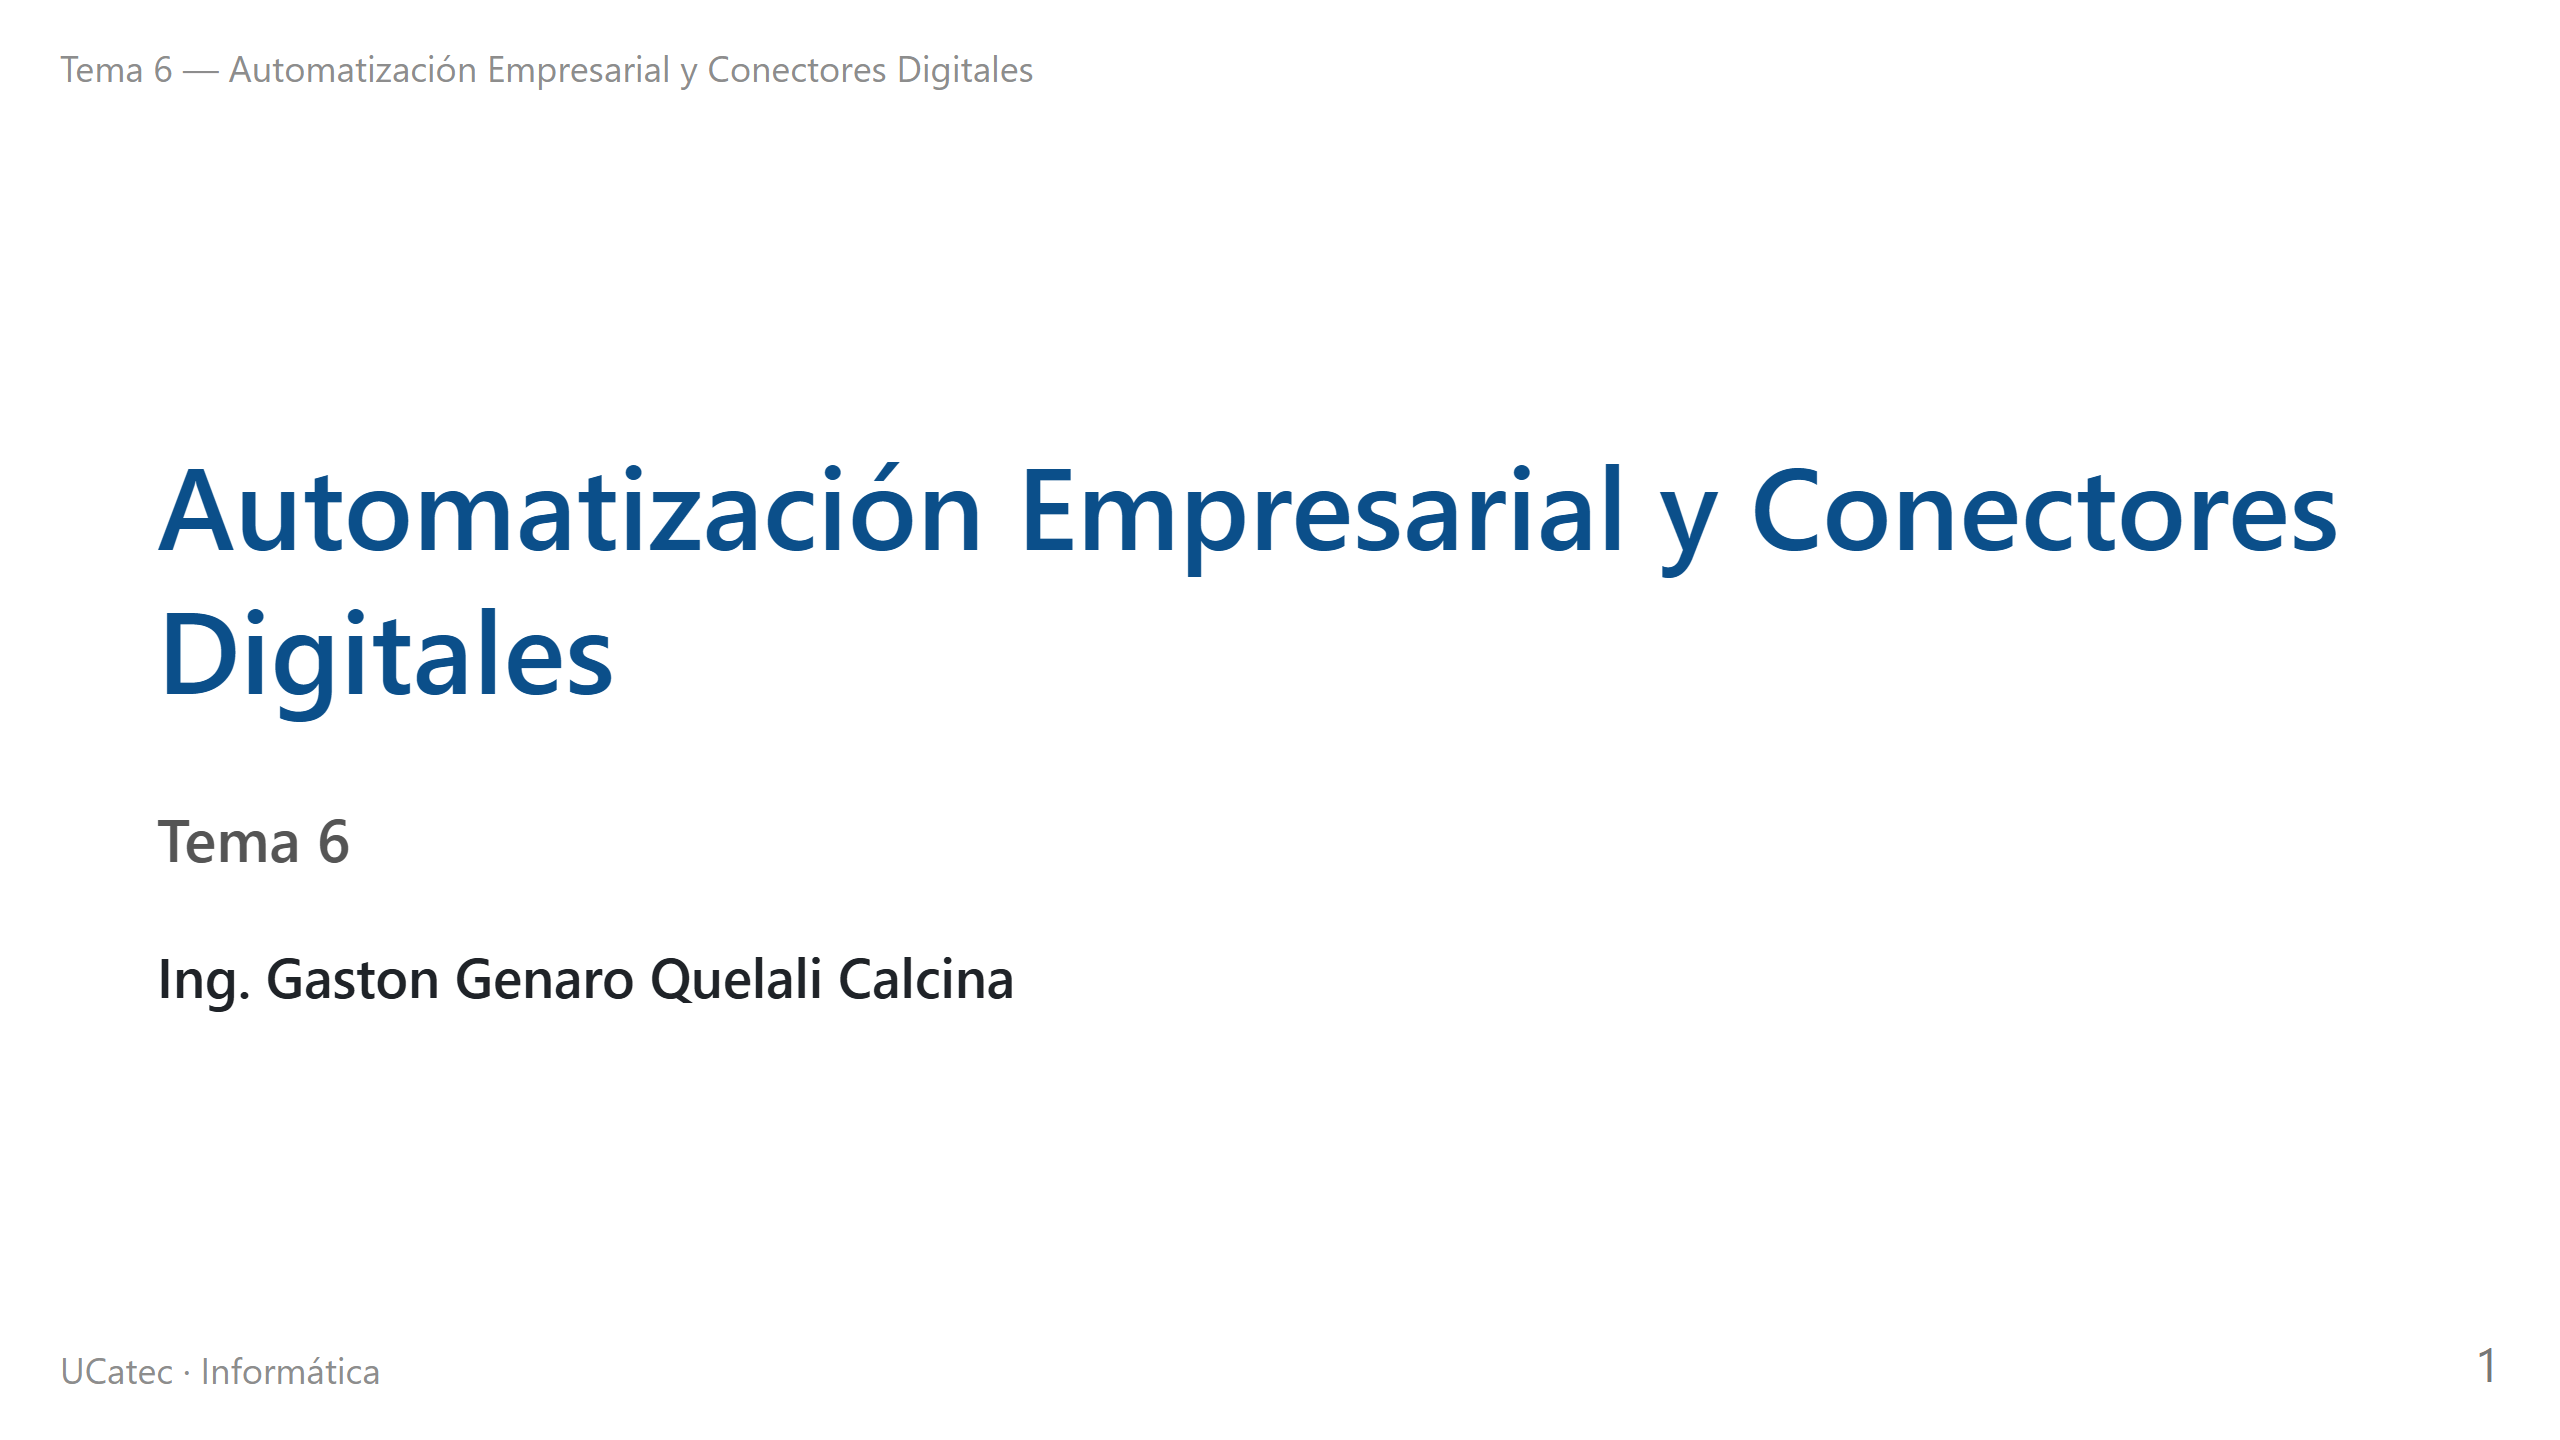 Tema 6 — Automatización Empresarial y Conectores Digitales
Automatización Empresarial y Conectores
Digitales
Tema 6
Ing. Gaston Genaro Quelali Calcina
UCatec · Informática
1